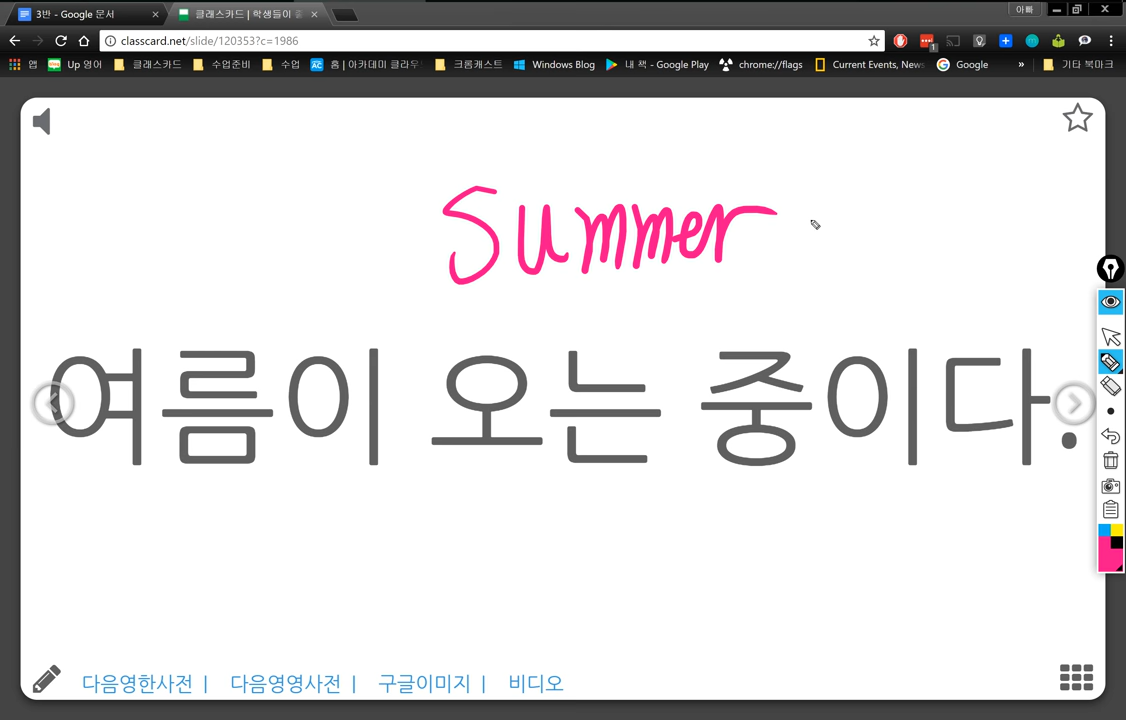 3반 - Google 문서
클래스카드 | 학생들이
아빠
classcard.net/slide/120353?c=1986
1
앱 Up 영어 클래스카드 수업준비 수업 홈 | 아카데미 클라우 크롬캐스트 Windows Blog 내 책 - Google Play chrome://flags Current Events, News Google » 기타 북마크
Summer
여름이 오는 중이다.
다음영한사전 | 다음영영사전 | 구글이미지 | 비디오